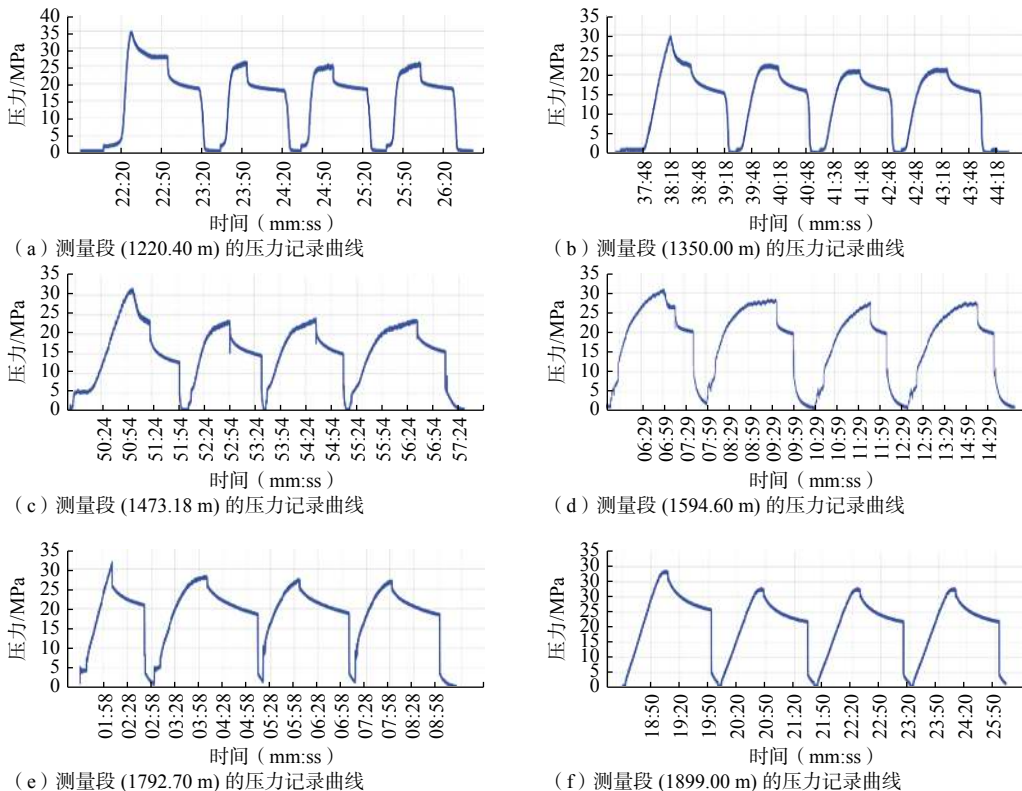 40
35
30
25
20
15
10
5
0
压力/MPa
22:20 22:50 23:20 23:50 24:20 24:50 25:20 25:50 26:20
时间（mm:ss）
（a）测量段 (1220.40 m) 的压力记录曲线
35
30
25
20
15
10
5
0
压力/MPa
37:48 38:18 38:48 39:18 39:48 40:18 41:38 41:48 42:48 43:18 43:48 44:18
时间（mm:ss）
（b）测量段 (1350.00 m) 的压力记录曲线
35
30
25
20
15
10
5
0
压力/MPa
50:24 50:54 51:24 51:54 52:24 52:54 53:24 53:54 54:24 54:54 55:24 55:54 56:24 56:54 57:24
时间（mm:ss）
（c）测量段 (1473.18 m) 的压力记录曲线
35
30
25
20
15
10
5
0
压力/MPa
06:29 06:59 07:29 07:59 08:29 08:59 09:29 09:59 10:29 10:59 11:29 11:59 12:29 12:59 13:29 14:59 14:29
时间（mm:ss）
（d）测量段 (1594.60 m) 的压力记录曲线
35
30
25
20
15
10
5
0
压力/MPa
01:58 02:28 02:58 03:28 03:58 04:28 04:58 05:28 05:58 06:28 06:58 07:28 07:58 08:28 08:58
时间（mm:ss）
（e）测量段 (1792.70 m) 的压力记录曲线
35
30
25
20
15
10
5
0
压力/MPa
18:50 19:20 19:50 20:20 20:50 21:20 21:50 22:20 22:50 23:20 23:50 24:20 25:50
时间（mm:ss）
（f）测量段 (1899.00 m) 的压力记录曲线